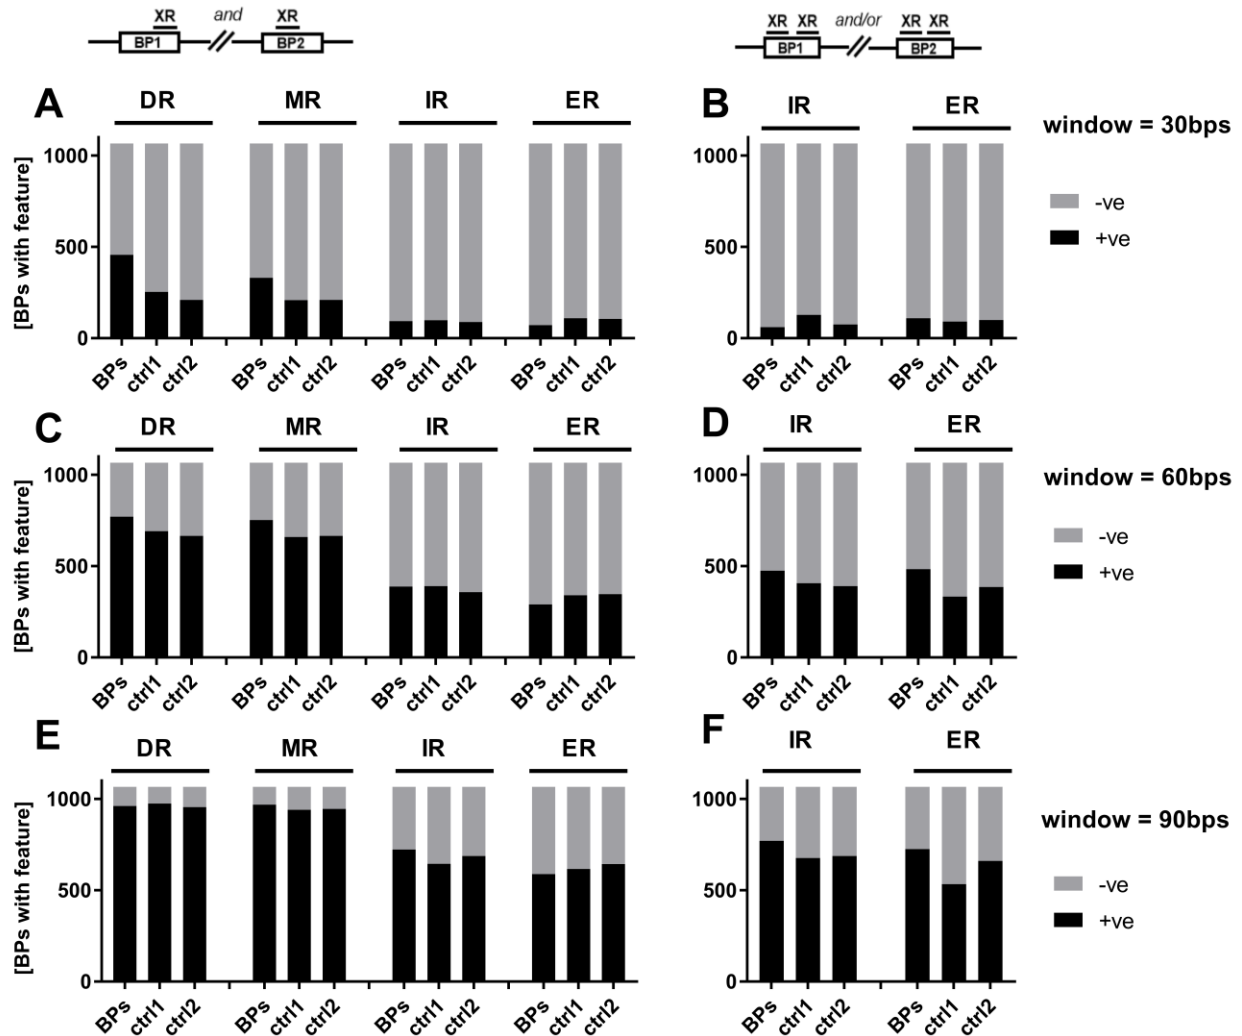 XR and XR
BP1 BP2
XR XR and/or XR XR
BP1 BP2
A DR MR IR ER
B IR ER
window = 30bps
[BPs with feature]
1000
500
0
BPs ctrl1 ctrl2 BPs ctrl1 ctrl2 BPs ctrl1 ctrl2 BPs ctrl1 ctrl2
1000
500
0
BPs ctrl1 ctrl2 BPs ctrl1 ctrl2
-ve
+ve
C DR MR IR ER
D IR ER
window = 60bps
[BPs with feature]
1000
500
0
BPs ctrl1 ctrl2 BPs ctrl1 ctrl2 BPs ctrl1 ctrl2 BPs ctrl1 ctrl2
1000
500
0
BPs ctrl1 ctrl2 BPs ctrl1 ctrl2
-ve
+ve
E DR MR IR ER
F IR ER
window = 90bps
[BPs with feature]
1000
500
0
BPs ctrl1 ctrl2 BPs ctrl1 ctrl2 BPs ctrl1 ctrl2 BPs ctrl1 ctrl2
1000
500
0
BPs ctrl1 ctrl2 BPs ctrl1 ctrl2
-ve
+ve